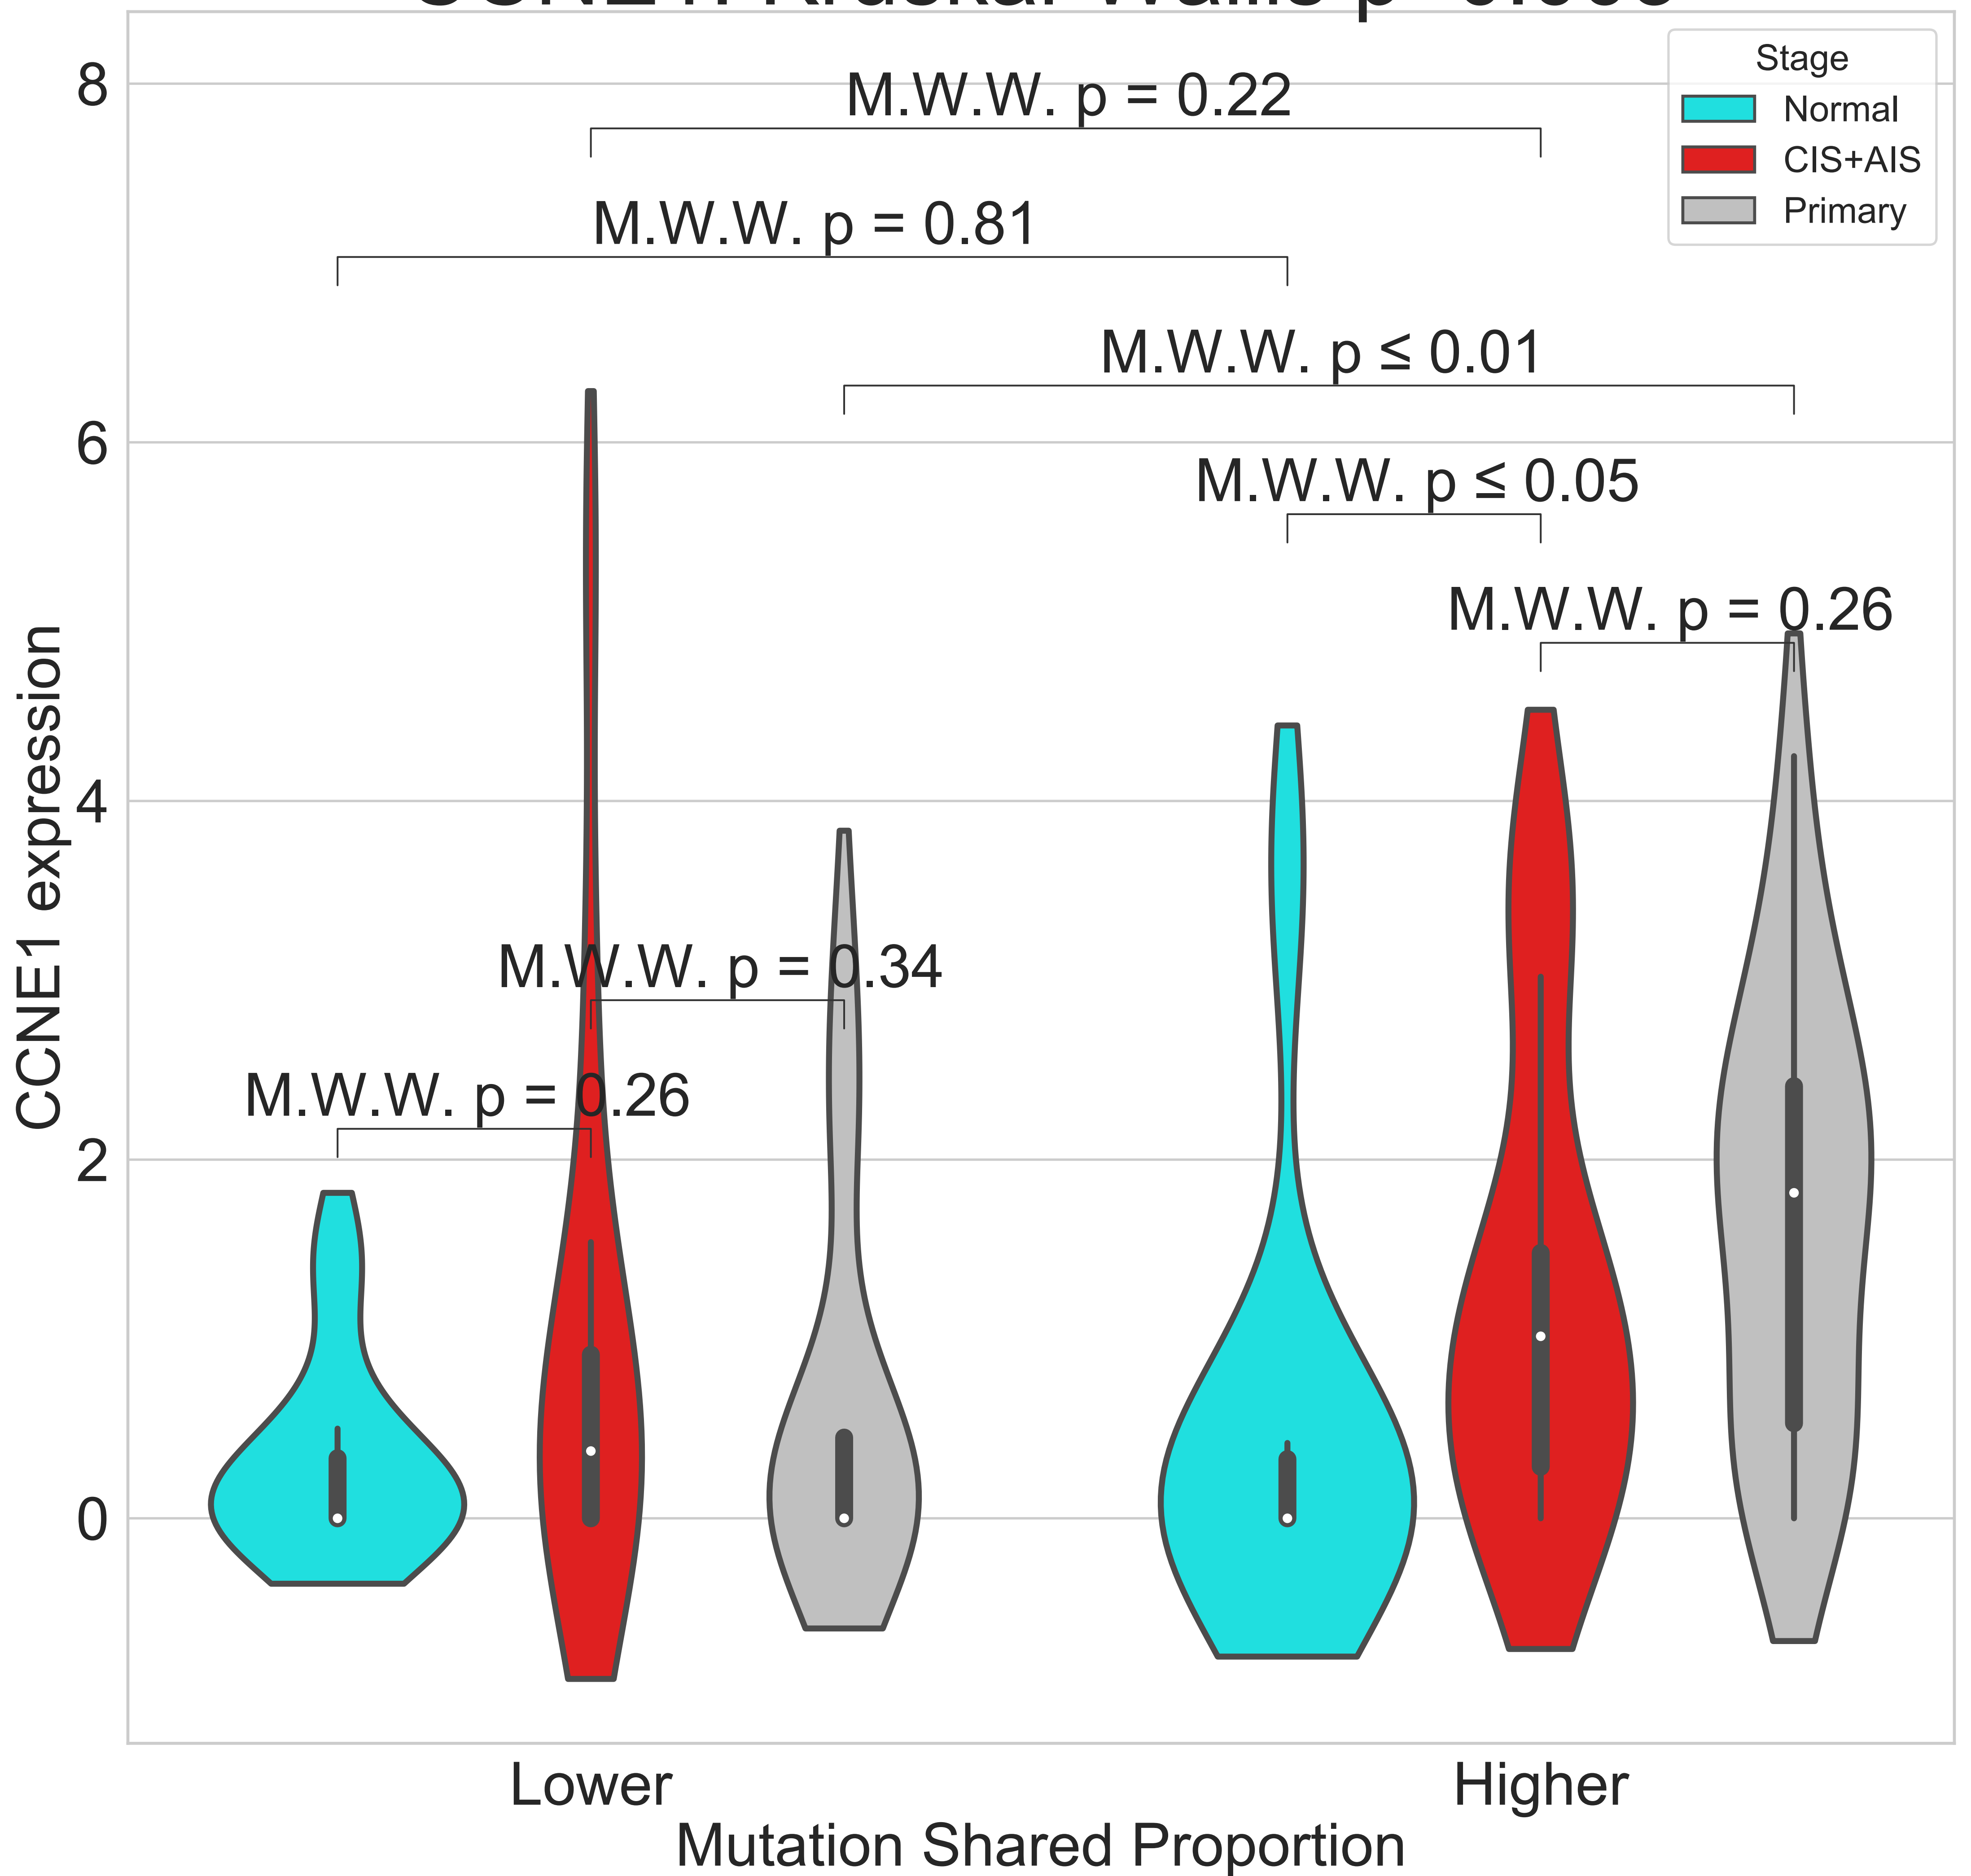 8
6
4
2
0
CCNE1 expression
M.W.W. p = 0.22
M.W.W. p = 0.81
M.W.W. p ≤ 0.01
M.W.W. p ≤ 0.05
M.W.W. p = 0.26
M.W.W. p = 0.34
M.W.W. p = 0.26
Stage
Normal
CIS+AIS
Primary
Lower
Higher
Mutation Shared Proportion